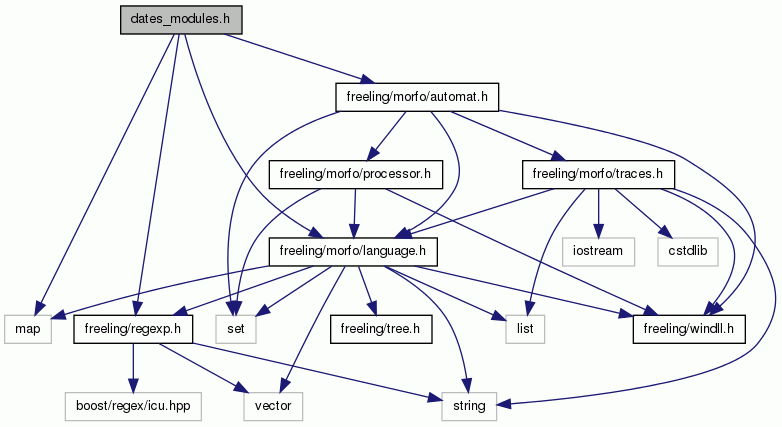 dates_modules.h
freeling/morfo/automat.h
freeling/morfo/processor.h
freeling/morfo/traces.h
freeling/morfo/language.h
iostream
cstdlib
map
freeling/regexp.h
set
freeling/tree.h
list
freeling/windll.h
boost/regex/icu.hpp
vector
string